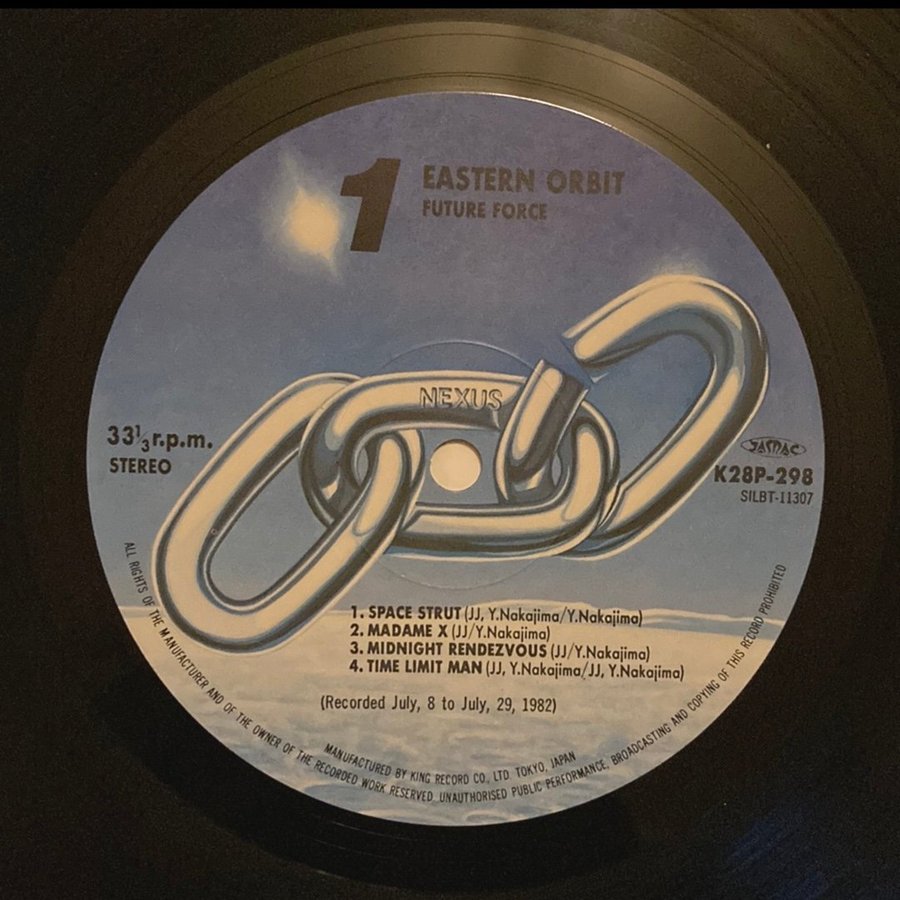 1
EASTERN ORBIT
FUTURE FORCE
NEXUS
33⅓r.p.m.
STEREO
JASRAC
K28P-298
SILBT-11307
1. SPACE STRUT (JJ, Y.Nakajima/Y.Nakajima)
2. MADAME X (JJ/Y.Nakajima)
3. MIDNIGHT RENDEZVOUS (JJ/Y.Nakajima)
4. TIME LIMIT MAN (JJ, Y.Nakajima/JJ, Y.Nakajima)
(Recorded July, 8 to July, 29, 1982)
MANUFACTURED BY KING RECORD CO., LTD. TOKYO, JAPAN
ALL RIGHTS OF THE MANUFACTURER AND OF THE OWNER OF THE RECORDED WORK RESERVED. UNAUTHORISED PUBLIC PERFORMANCE, BROADCASTING AND COPYING OF THIS RECORD PROHIBITED